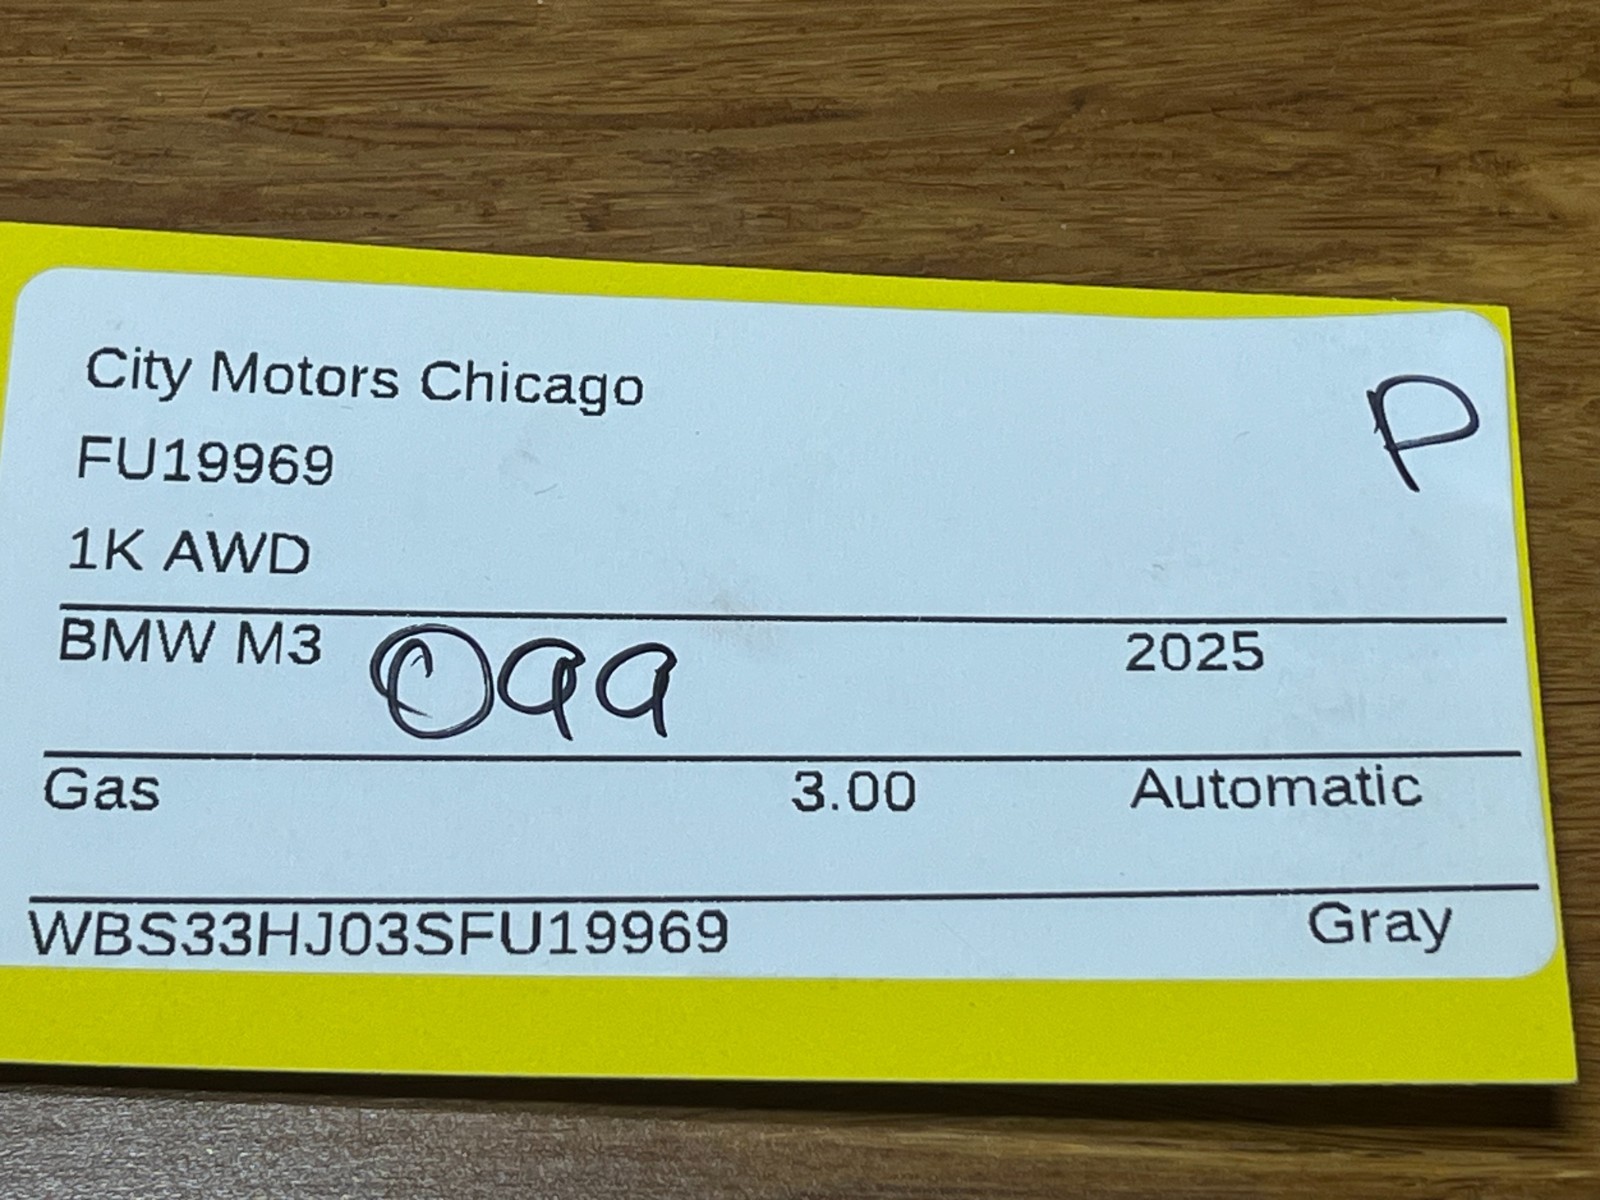 City Motors Chicago
P
FU19969
1K AWD
BMW M3 099 2025
Gas 3.00 Automatic
WBS33HJ03SFU19969 Gray